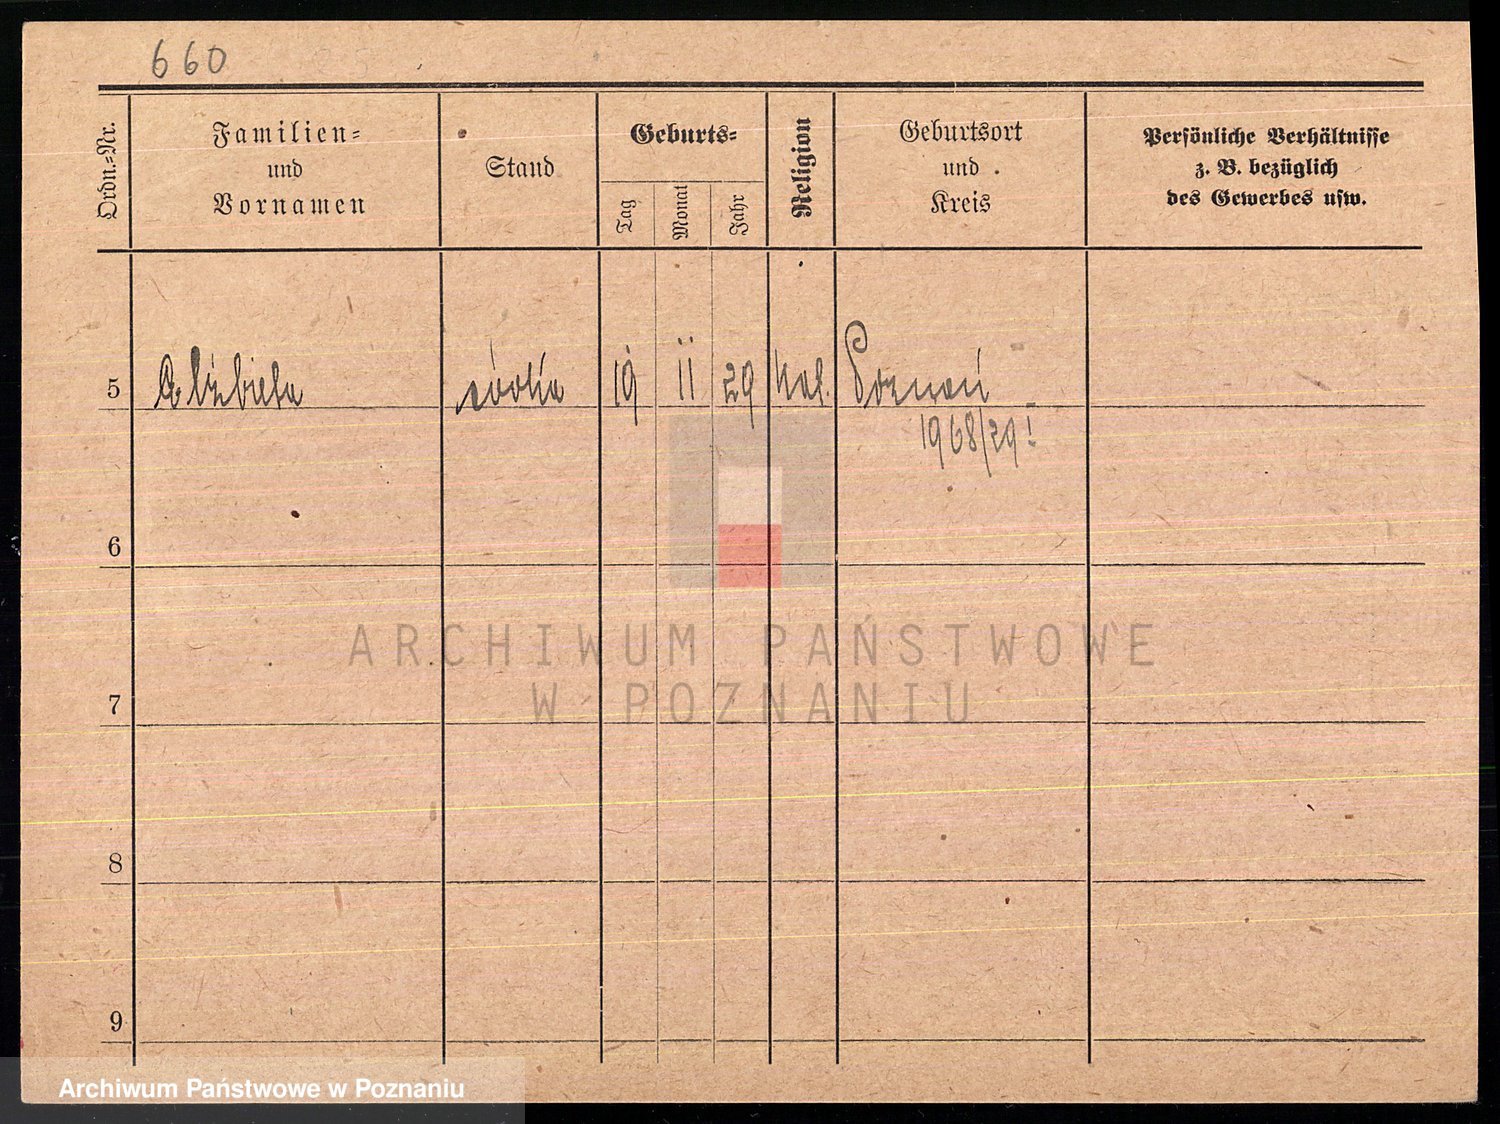 660
Ordn.-Nr.
Familien-
und
Vornamen
Stand
Geburts-
Tag
Monat
Jahr
Religion
Geburtsort
und
Kreis
Persönliche Verhältnisse
z. B. bezüglich
des Gewerbes usw.
5 Elżbieta córka 19 II 29 kat. Poznań
1968/29 I
6
ARCHIWUM PAŃSTWOWE
W POZNANIU
7
8
9
Archiwum Państwowe w Poznaniu